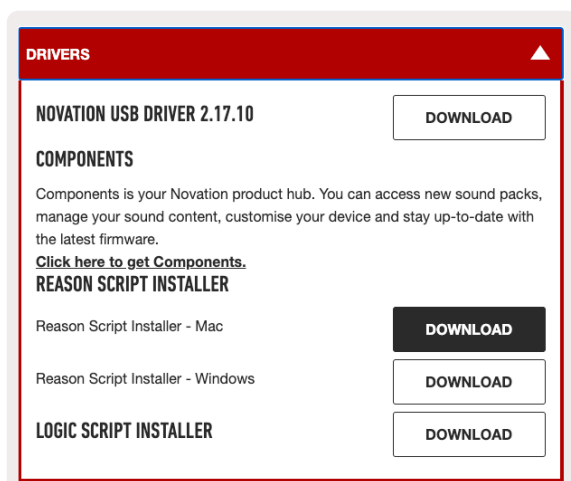 DRIVERS
NOVATION USB DRIVER 2.17.10
DOWNLOAD
COMPONENTS
Components is your Novation product hub. You can access new sound packs,
manage your sound content, customise your device and stay up-to-date with
the latest firmware.
Click here to get Components.
REASON SCRIPT INSTALLER
Reason Script Installer - Mac
DOWNLOAD
Reason Script Installer - Windows
DOWNLOAD
LOGIC SCRIPT INSTALLER
DOWNLOAD